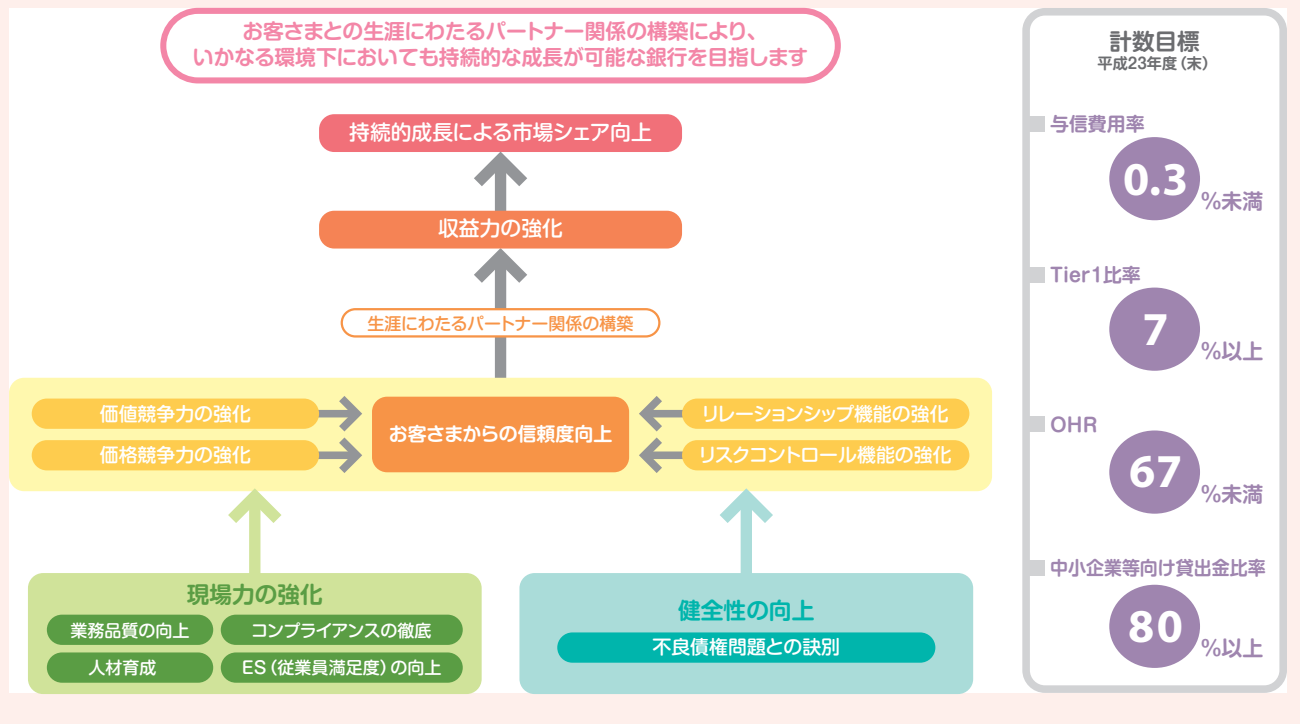 お客さまとの生涯にわたるパートナー関係の構築により、
いかなる環境下においても持続的な成長が可能な銀行を目指します
持続的成長による市場シェア向上
収益力の強化
生涯にわたるパートナー関係の構築
価値競争力の強化
価格競争力の強化
お客さまからの信頼度向上
リレーションシップ機能の強化
リスクコントロール機能の強化
現場力の強化
業務品質の向上
コンプライアンスの徹底
人材育成
ES（従業員満足度）の向上
健全性の向上
不良債権問題との訣別
計数目標
平成23年度（末）
与信費用率
0.3%未満
Tier1比率
7%以上
OHR
67%未満
中小企業等向け貸出金比率
80%以上